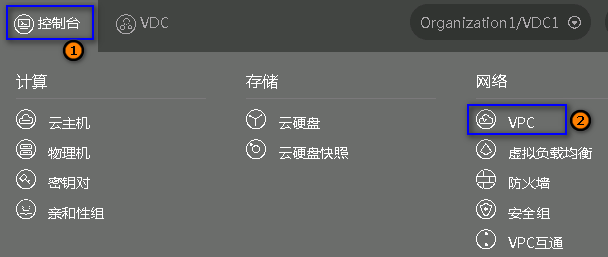 控制台 VDC Organization1/VDC1
1
计算 存储 网络
云主机 云硬盘 VPC 2
物理机 云硬盘快照 虚拟负载均衡
密钥对 防火墙
亲和性组 安全组
VPC互通